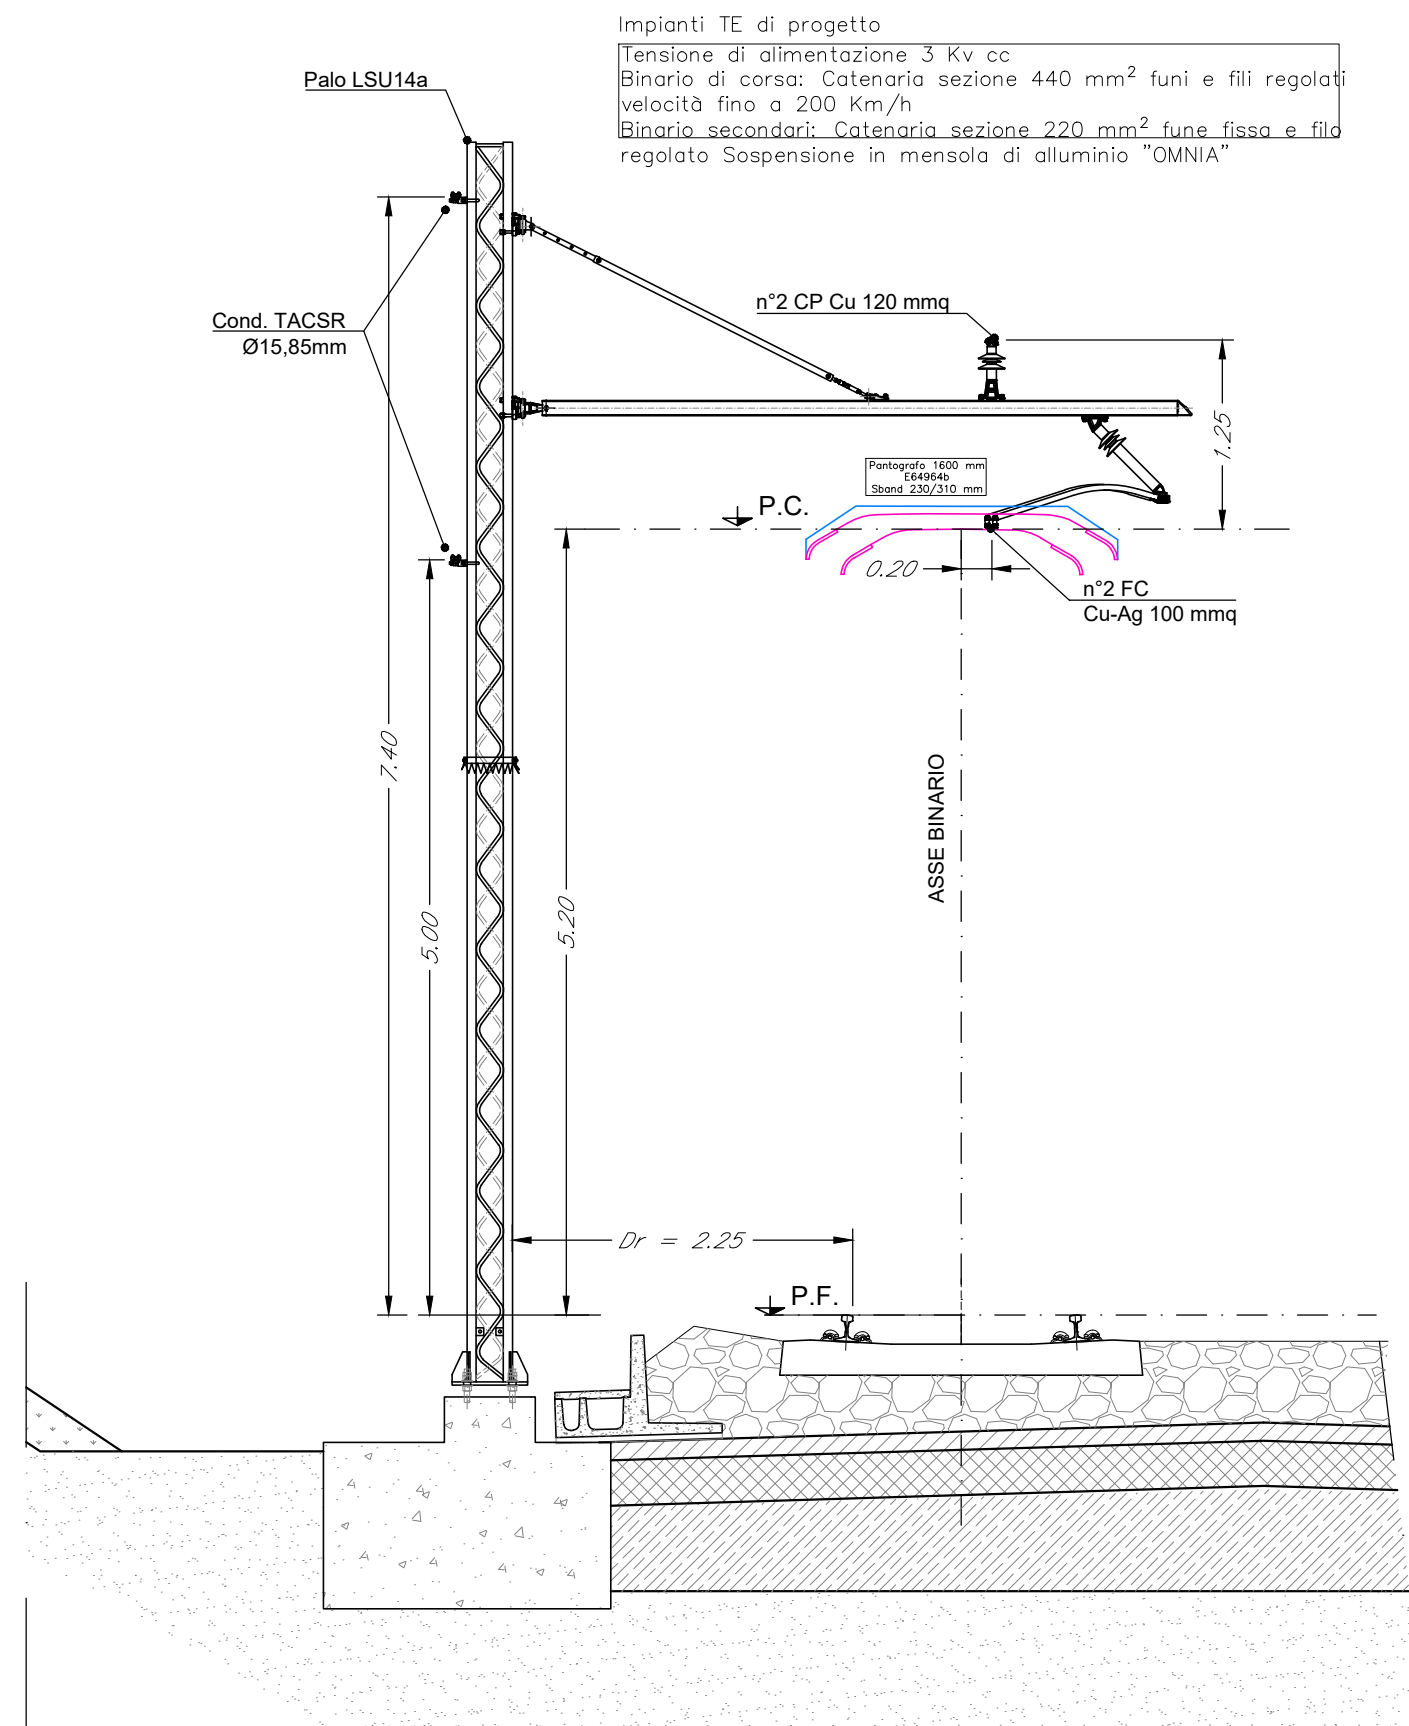 Impianti TE di progetto
Tensione di alimentazione 3 Kv cc
Binario di corsa: Catenaria sezione 440 mm² funi e fili regolati
velocità fino a 200 Km/h
Binario secondari: Catenaria sezione 220 mm² fune fissa e filo
regolato Sospensione in mensola di alluminio "OMNIA"
Palo LSU14a
Cond. TACSR
Ø15,85mm
n°2 CP Cu 120 mmq
1.25
Pantografo 1600 mm
E64964b
Sband 230/310 mm
P.C.
0.20
n°2 FC
Cu-Ag 100 mmq
7.40
5.00
5.20
ASSE BINARIO
Dr = 2.25
P.F.